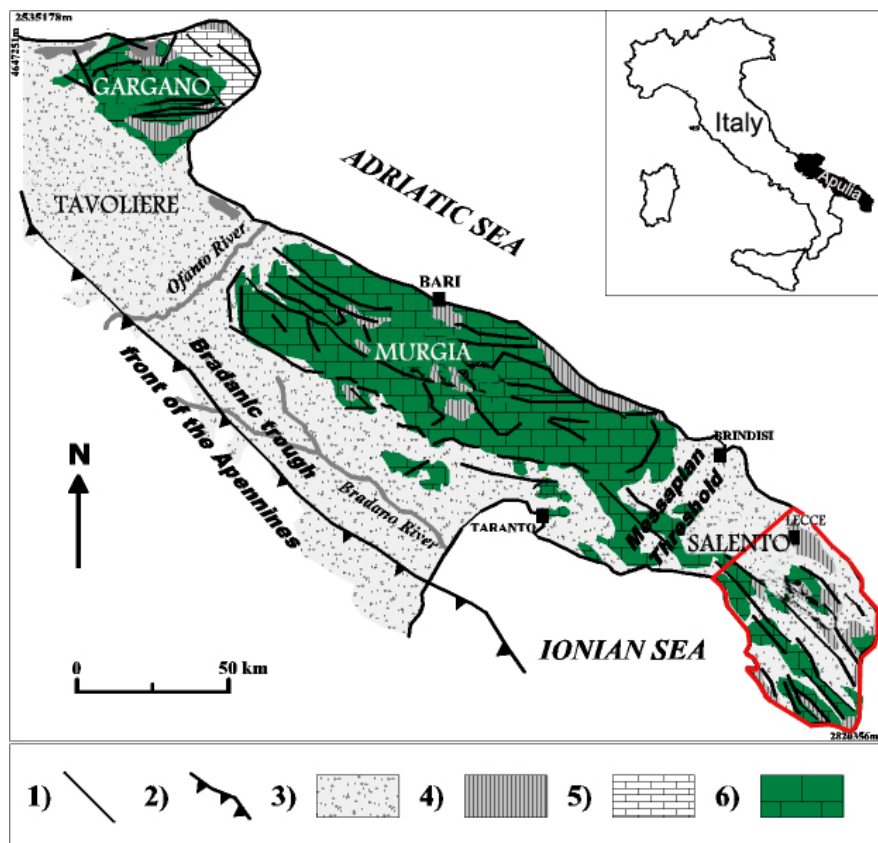 2535178m
4647251m
GARGANO
TAVOLIERE
Ofanto River
ADRIATIC SEA
BARI
MURGIA
Bradanic trough
front of the Apennines
Bradano River
N
TARANTO
BRINDISI
Messapian
Threshold
LECCE
SALENTO
IONIAN SEA
0 50 km
2820356m
Italy
Apulia
1) 2) 3) 4) 5) 6)